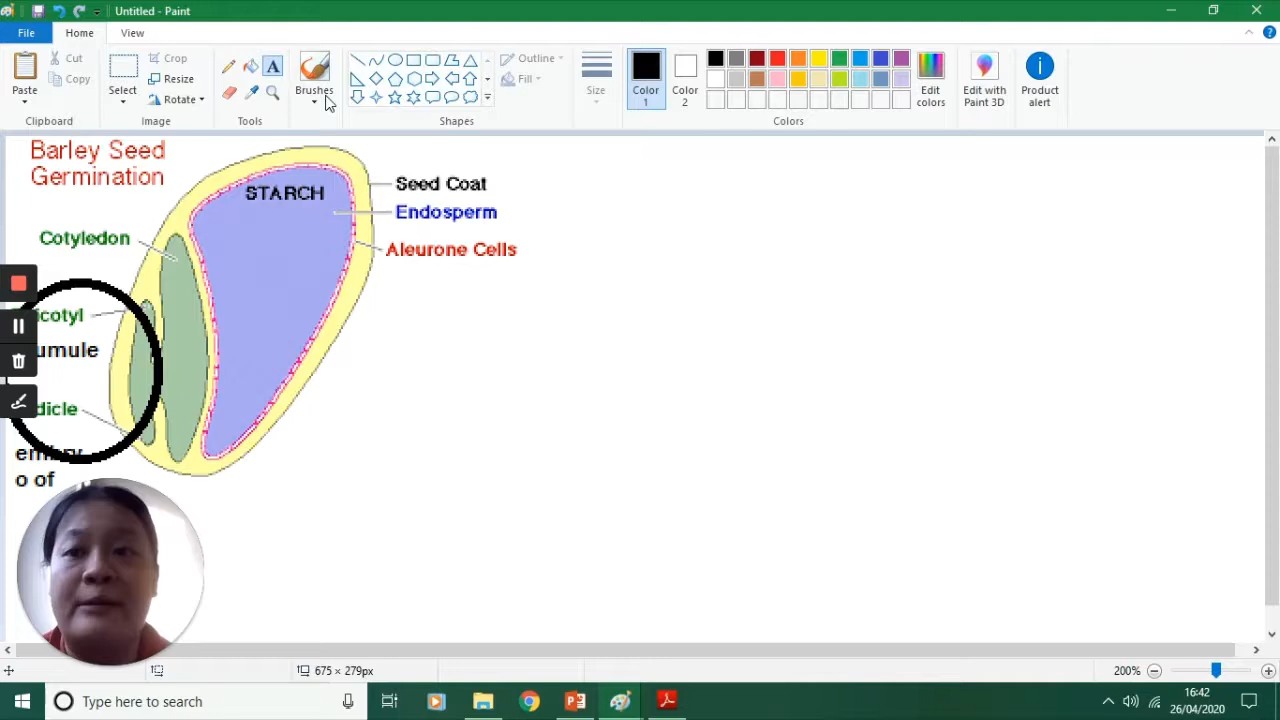 Untitled - Paint
File
Home
View
Paste
Cut
Copy
Clipboard
Select
Crop
Resize
Rotate
Image
Tools
Brushes
Shapes
Outline
Fill
Size
Color 1
Color 2
Colors
Edit colors
Edit with Paint 3D
Product alert
Barley Seed
Germination
STARCH
Seed Coat
Endosperm
Aleurone Cells
Cotyledon
icotyl
umule
dicle
embryo
o of
675 × 279px
200%
Type here to search
16:42
26/04/2020